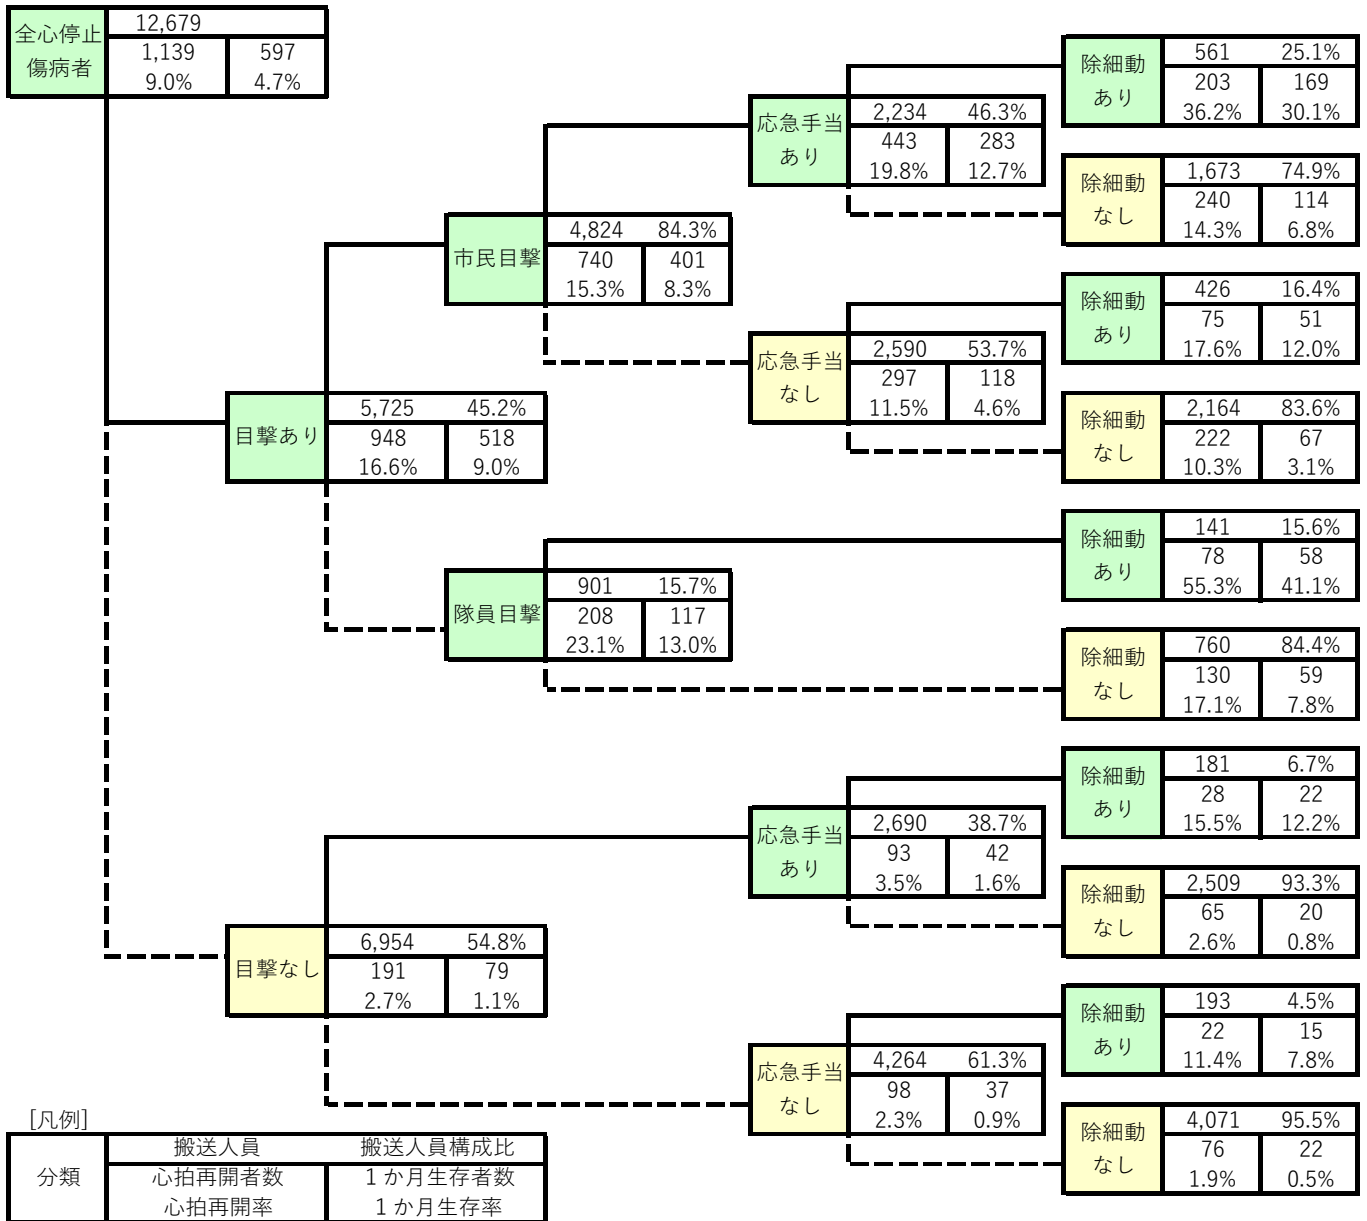 全心停止
傷病者
12,679
1,139 597
9.0% 4.7%
目撃あり
5,725 45.2%
948 518
16.6% 9.0%
市民目撃
4,824 84.3%
740 401
15.3% 8.3%
応急手当
あり
2,234 46.3%
443 283
19.8% 12.7%
除細動
あり
561 25.1%
203 169
36.2% 30.1%
除細動
なし
1,673 74.9%
240 114
14.3% 6.8%
応急手当
なし
2,590 53.7%
297 118
11.5% 4.6%
除細動
あり
426 16.4%
75 51
17.6% 12.0%
除細動
なし
2,164 83.6%
222 67
10.3% 3.1%
隊員目撃
901 15.7%
208 117
23.1% 13.0%
除細動
あり
141 15.6%
78 58
55.3% 41.1%
除細動
なし
760 84.4%
130 59
17.1% 7.8%
目撃なし
6,954 54.8%
191 79
2.7% 1.1%
応急手当
あり
2,690 38.7%
93 42
3.5% 1.6%
除細動
あり
181 6.7%
28 22
15.5% 12.2%
除細動
なし
2,509 93.3%
65 20
2.6% 0.8%
応急手当
なし
4,264 61.3%
98 37
2.3% 0.9%
除細動
あり
193 4.5%
22 15
11.4% 7.8%
除細動
なし
4,071 95.5%
76 22
1.9% 0.5%
[凡例]
分類
搬送人員 搬送人員構成比
心拍再開者数 1か月生存者数
心拍再開率 1か月生存率